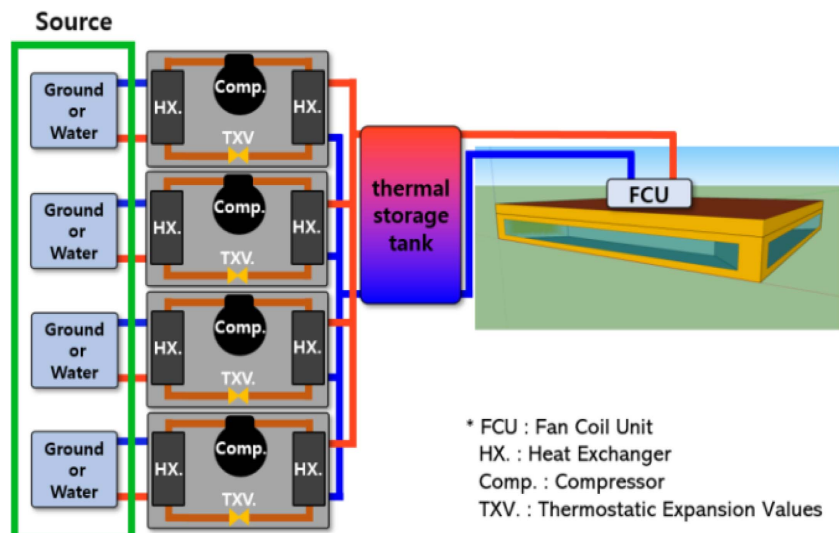 Source
Ground
or
Water
HX.
Comp.
TXV
HX.
Ground
or
Water
HX.
Comp.
TXV.
HX.
Ground
or
Water
HX.
Comp.
TXV.
HX.
Ground
or
Water
HX.
Comp.
TXV.
HX.
thermal
storage
tank
FCU
* FCU : Fan Coil Unit
HX. : Heat Exchanger
Comp. : Compressor
TXV. : Thermostatic Expansion Values